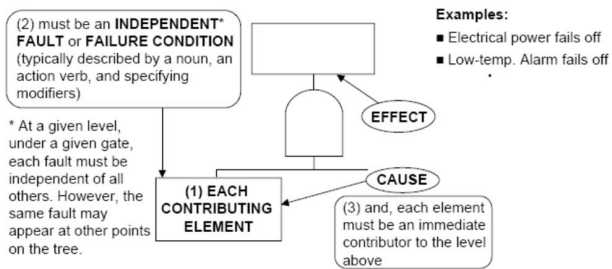 (2) must be an INDEPENDENT*
FAULT or FAILURE CONDITION
(typically described by a noun, an
action verb, and specifying
modifiers)
* At a given level,
under a given gate,
each fault must be
independent of all
others. However, the
same fault may
appear at other points
on the tree.
(1) EACH
CONTRIBUTING
ELEMENT
EFFECT
CAUSE
(3) and, each element
must be an immediate
contributor to the level
above
Examples:
■ Electrical power fails off
■ Low-temp. Alarm fails off